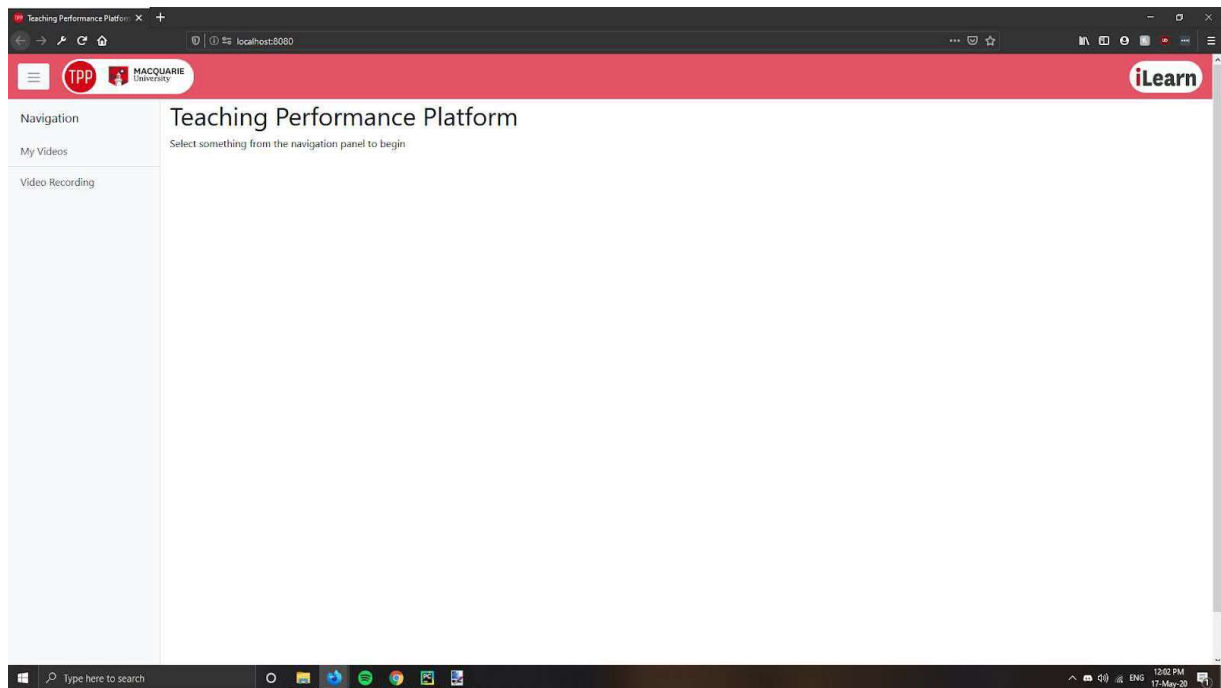 Teaching Performance Platform
localhost:8080
TPP
MACQUARIE
University
iLearn
Navigation
My Videos
Video Recording
Teaching Performance Platform
Select something from the navigation panel to begin
Type here to search
ENG
12:02 PM
17-May-20